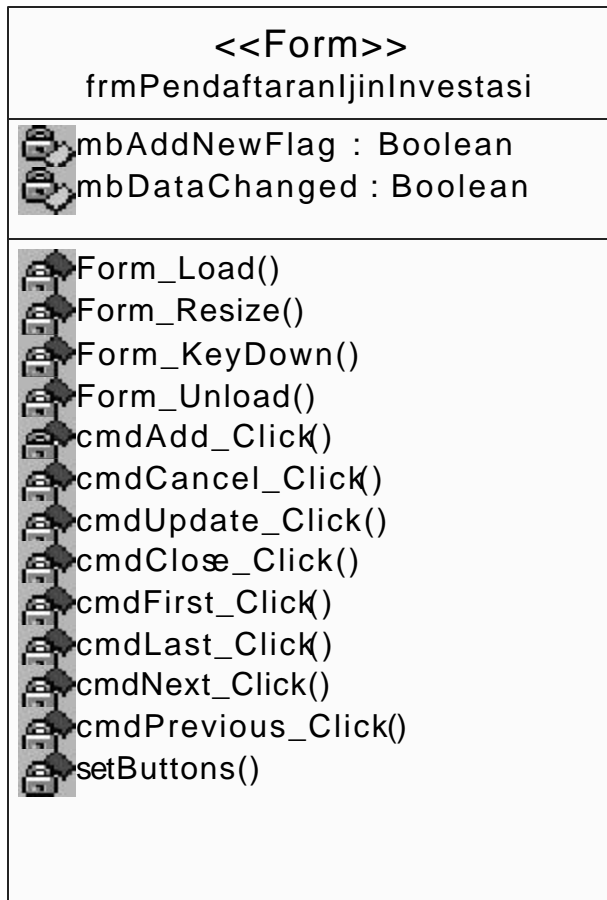 <<Form>>
frmPendaftaranIjinInvestasi
mbAddNewFlag : Boolean
mbDataChanged : Boolean
Form_Load()
Form_Resize()
Form_KeyDown()
Form_Unload()
cmdAdd_Click()
cmdCancel_Click()
cmdUpdate_Click()
cmdClose_Click()
cmdFirst_Click()
cmdLast_Click()
cmdNext_Click()
cmdPrevious_Click()
setButtons()